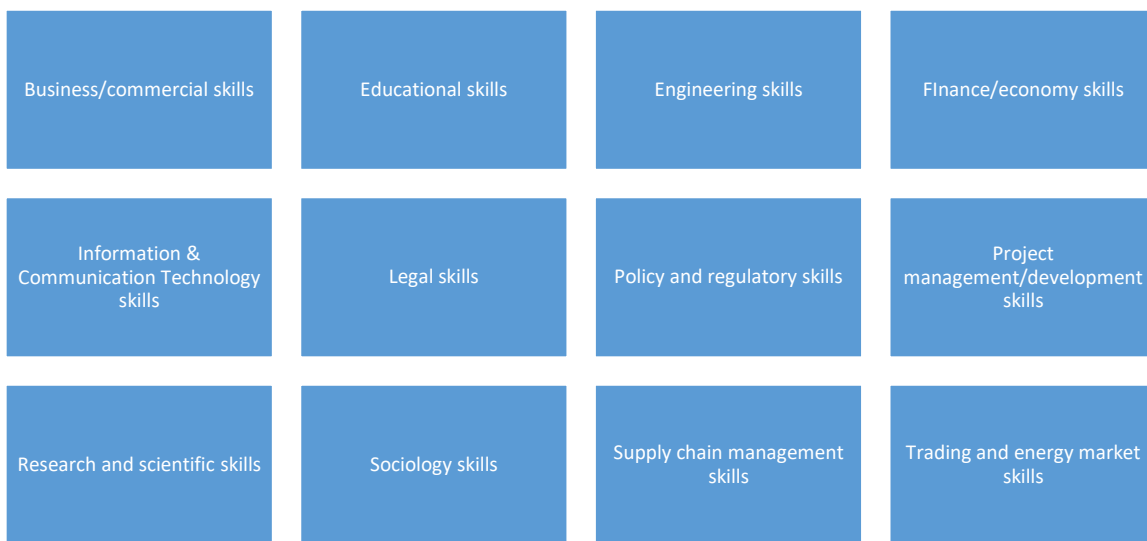 Business/commercial skills
Educational skills
Engineering skills
FInance/economy skills
Information &
Communication Technology
skills
Legal skills
Policy and regulatory skills
Project
management/development
skills
Research and scientific skills
Sociology skills
Supply chain management
skills
Trading and energy market
skills